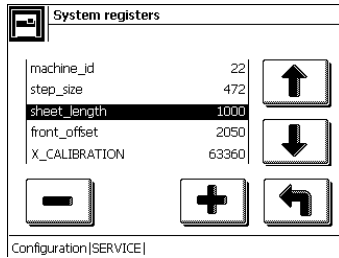 System registers
machine_id 22
step_size 472
sheet_length 1000
front_offset 2050
X_CALIBRATION 63360
Configuration|SERVICE|